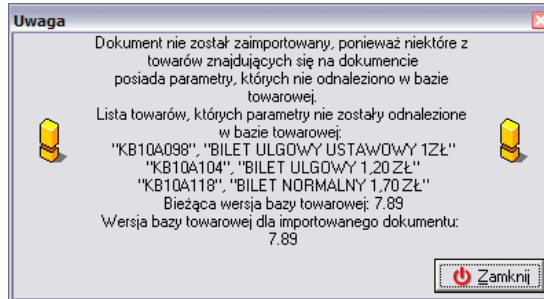 Uwaga
Dokument nie został zaimportowany, ponieważ niektóre z
towarów znajdujących się na dokumencie
posiada parametry, których nie odnaleziono w bazie
towarowej.
Lista towarów, których parametry nie zostały odnalezione
w bazie towarowej:
"KB10A098", "BILET ULGOWY USTAWOWY 1ZŁ"
"KB10A104", "BILET ULGOWY 1,20 ZŁ"
"KB10A118", "BILET NORMALNY 1,70 ZŁ"
Bieżąca wersja bazy towarowej: 7.89
Wersja bazy towarowej dla importowanego dokumentu:
7.89
Zamknij